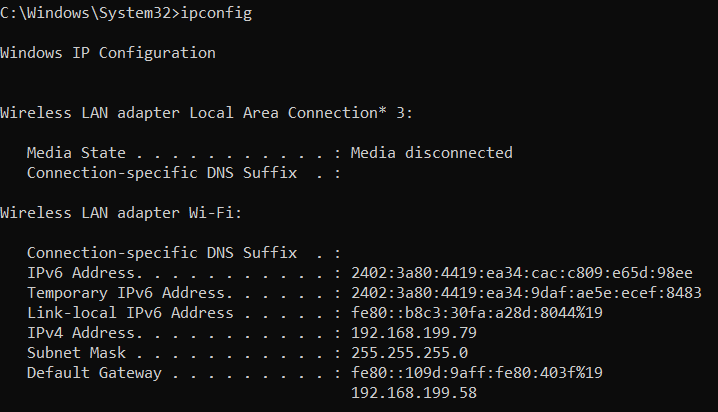 C:\Windows\System32>ipconfig
Windows IP Configuration
Wireless LAN adapter Local Area Connection* 3:
Media State . . . . . . . . . . . : Media disconnected
Connection-specific DNS Suffix  . :
Wireless LAN adapter Wi-Fi:
Connection-specific DNS Suffix  . :
IPv6 Address. . . . . . . . . . . : 2402:3a80:4419:ea34:cac:c809:e65d:98ee
Temporary IPv6 Address. . . . . . : 2402:3a80:4419:ea34:9daf:ae5e:ecef:8483
Link-local IPv6 Address . . . . . : fe80::b8c3:30fa:a28d:8044%19
IPv4 Address. . . . . . . . . . . : 192.168.199.79
Subnet Mask . . . . . . . . . . . : 255.255.255.0
Default Gateway . . . . . . . . . : fe80::109d:9aff:fe80:403f%19
192.168.199.58